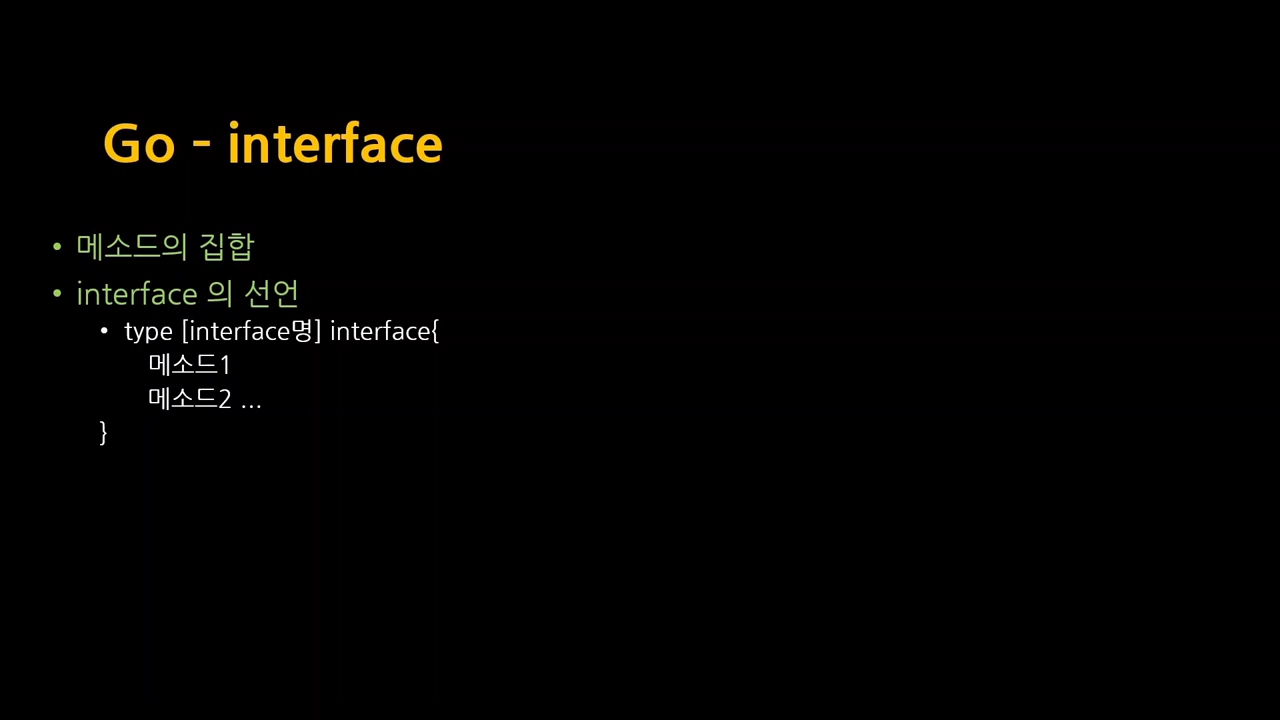 Go - interface
• 메소드의 집합
• interface 의 선언
• type [interface명] interface{
메소드1
메소드2 ...
}